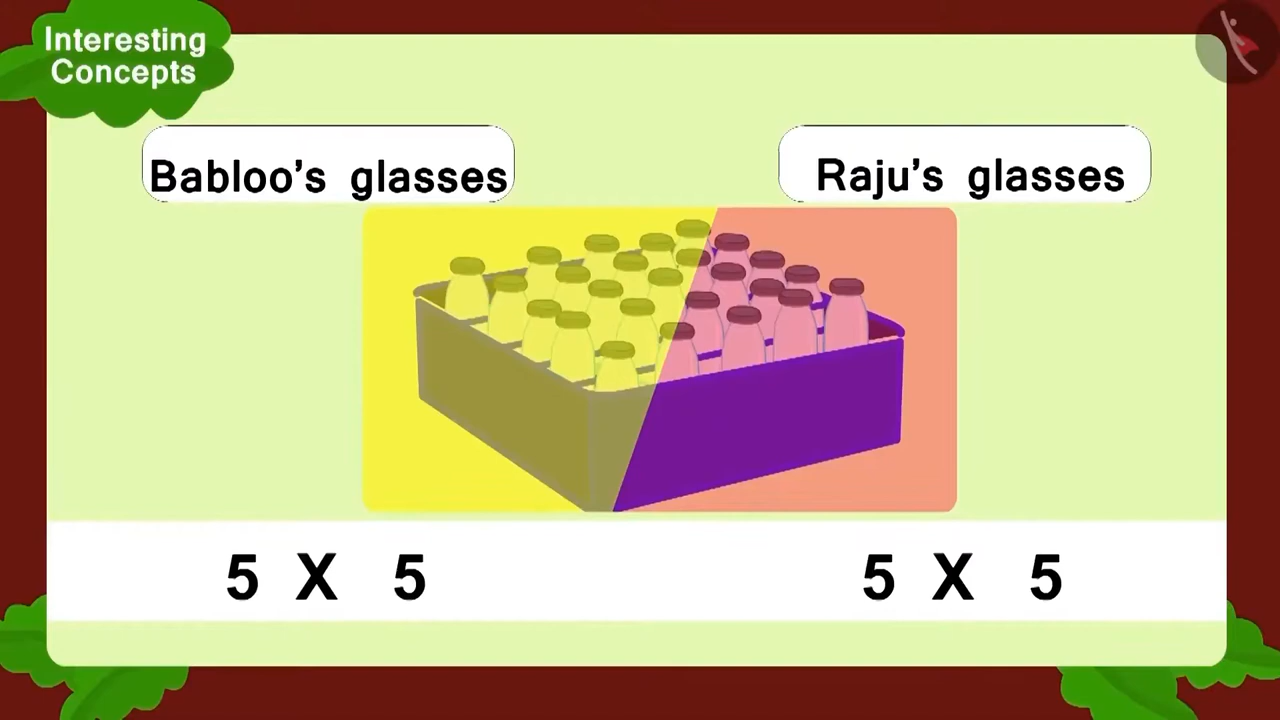 Interesting
Concepts
Babloo's glasses
Raju's glasses
5 X 5
5 X 5